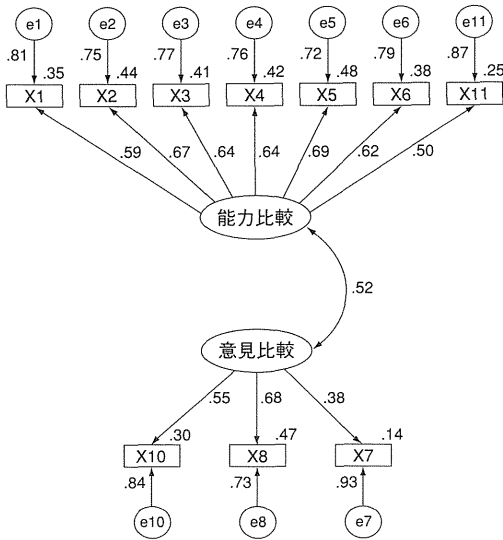 e1 e2 e3 e4 e5 e6 e11
.81 .75 .77 .76 .72 .79 .87
.35 .44 .41 .42 .48 .38 .25
X1 X2 X3 X4 X5 X6 X11
.59 .67 .64 .64 .69 .62 .50
能力比較
.52
意見比較
.55 .68 .38
.30 .47 .14
X10 X8 X7
.84 .73 .93
e10 e8 e7